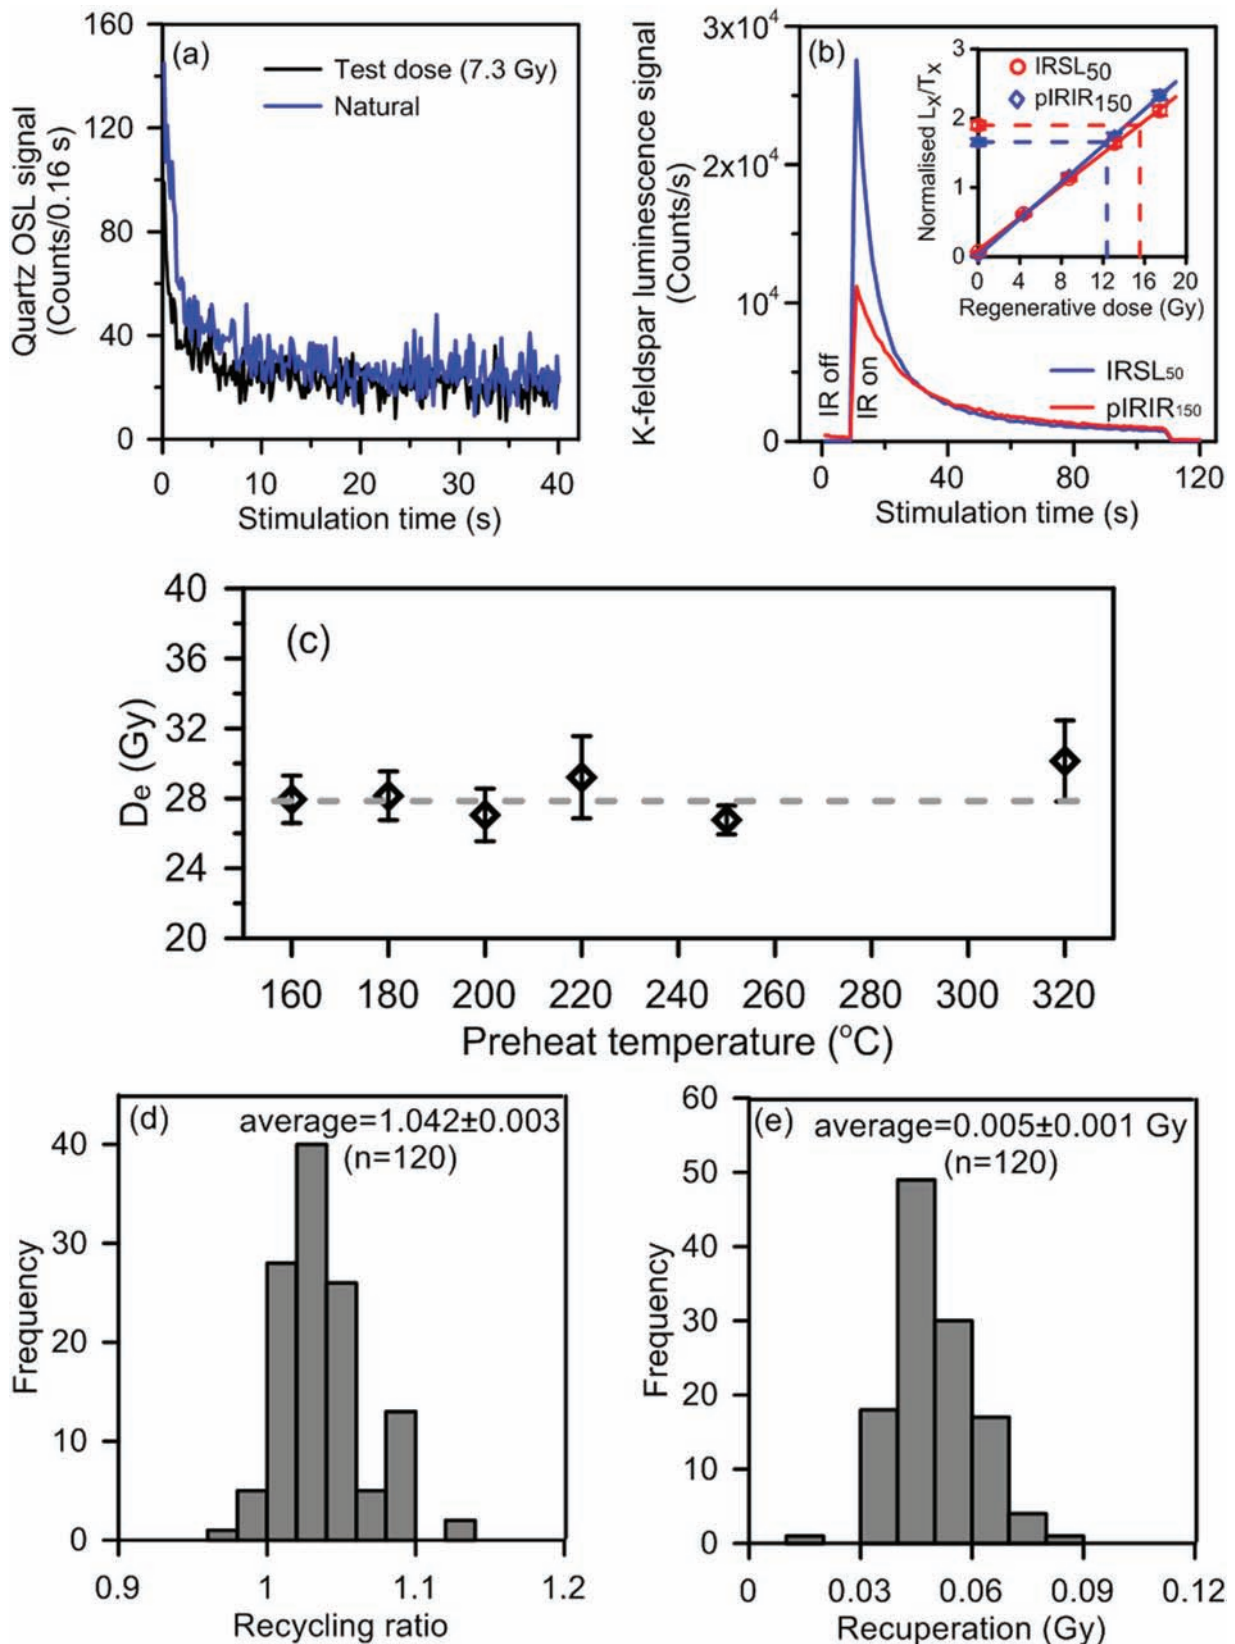 160
120
80
40
0
Quartz OSL signal
(Counts/0.16 s)
(a)
Test dose (7.3 Gy)
Natural
0 10 20 30 40
Stimulation time (s)
3x10⁴
2x10⁴
10⁴
0
K-feldspar luminescence signal
(Counts/s)
(b)
3
2
1
0
Normalised Lx/Tx
IRSL50
pIRIR150
0 4 8 12 16 20
Regenerative dose (Gy)
IR off
IR on
IRSL50
pIRIR150
0 40 80 120
Stimulation time (s)
40
36
32
28
24
20
De (Gy)
(c)
160 180 200 220 240 260 280 300 320
Preheat temperature (°C)
40
30
20
10
0
Frequency
(d)
average=1.042±0.003
(n=120)
0.9 1 1.1 1.2
Recycling ratio
60
50
40
30
20
10
0
Frequency
(e) average=0.005±0.001 Gy
(n=120)
0 0.03 0.06 0.09 0.12
Recuperation (Gy)